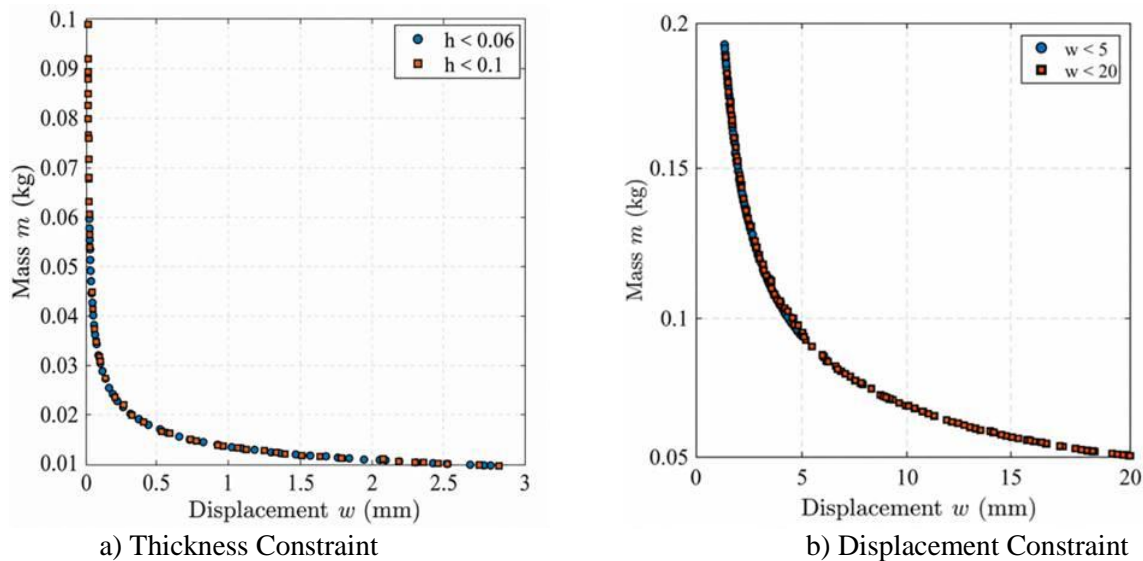 0.1
0.09
0.08
0.07
0.06
0.05
0.04
0.03
0.02
0.01
Mass m (kg)
h < 0.06
h < 0.1
0 0.5 1 1.5 2 2.5 3
Displacement w (mm)
a) Thickness Constraint
0.2
0.15
0.1
0.05
Mass m (kg)
w < 5
w < 20
0 5 10 15 20
Displacement w (mm)
b) Displacement Constraint